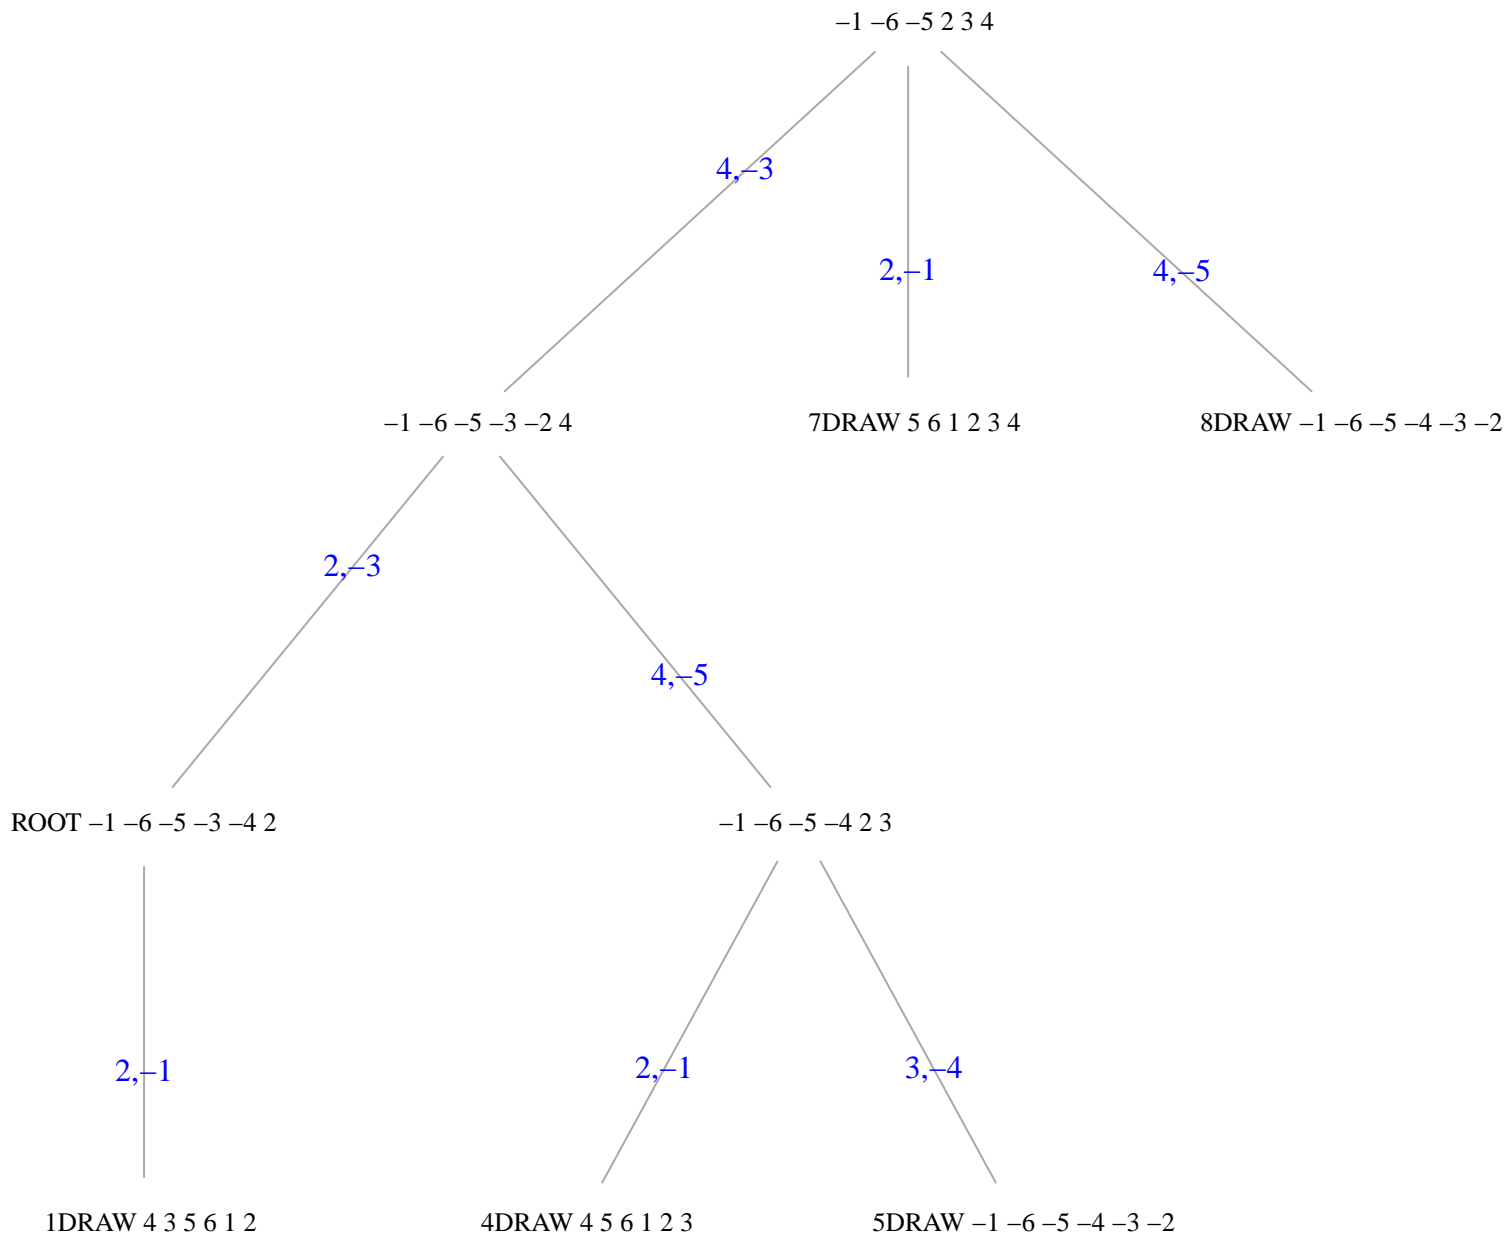 –1 –6 –5 2 3 4
4,–3
2,–1
4,–5
–1 –6 –5 –3 –2 4
7DRAW 5 6 1 2 3 4
8DRAW –1 –6 –5 –4 –3 –2
2,–3
4,–5
ROOT –1 –6 –5 –3 –4 2
–1 –6 –5 –4 2 3
2,–1
2,–1
3,–4
1DRAW 4 3 5 6 1 2
4DRAW 4 5 6 1 2 3
5DRAW –1 –6 –5 –4 –3 –2